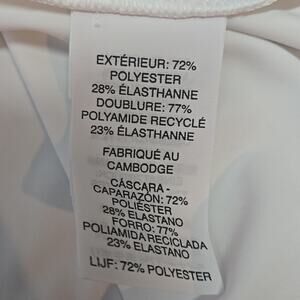 EXTÉRIEUR: 72%
POLYESTER
28% ÉLASTHANNE
DOUBLURE: 77%
POLYAMIDE RECYCLÉ
23% ÉLASTHANNE
FABRIQUÉ AU
CAMBODGE
CÁSCARA -
CAPARAZÓN: 72%
POLIÉSTER
28% ELASTANO
FORRO: 77%
POLIAMIDA RECICLADA
23% ELASTANO
LIJF: 72% POLYESTER